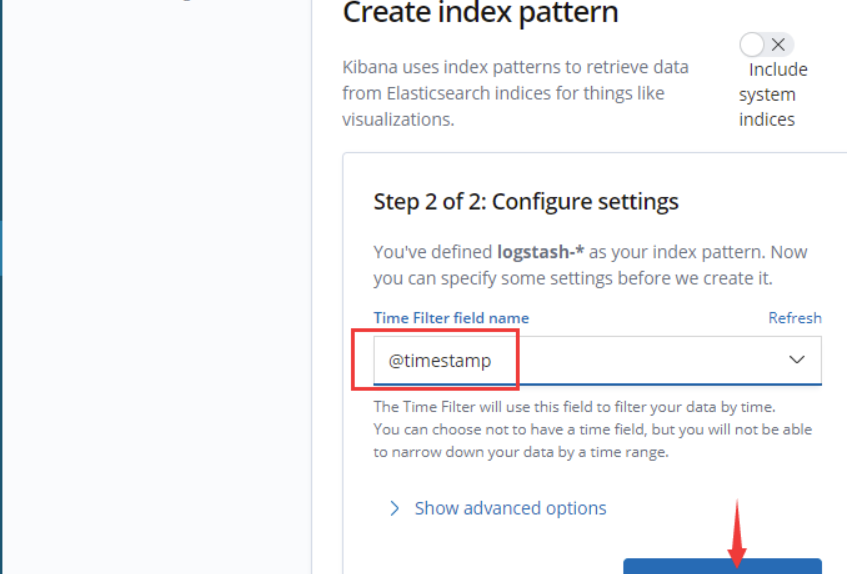 Create index pattern
Kibana uses index patterns to retrieve data
from Elasticsearch indices for things like
visualizations.
Include
system
indices
Step 2 of 2: Configure settings
You've defined logstash-* as your index pattern. Now
you can specify some settings before we create it.
Time Filter field name
Refresh
@timestamp
The Time Filter will use this field to filter your data by time.
You can choose not to have a time field, but you will not be able
to narrow down your data by a time range.
Show advanced options